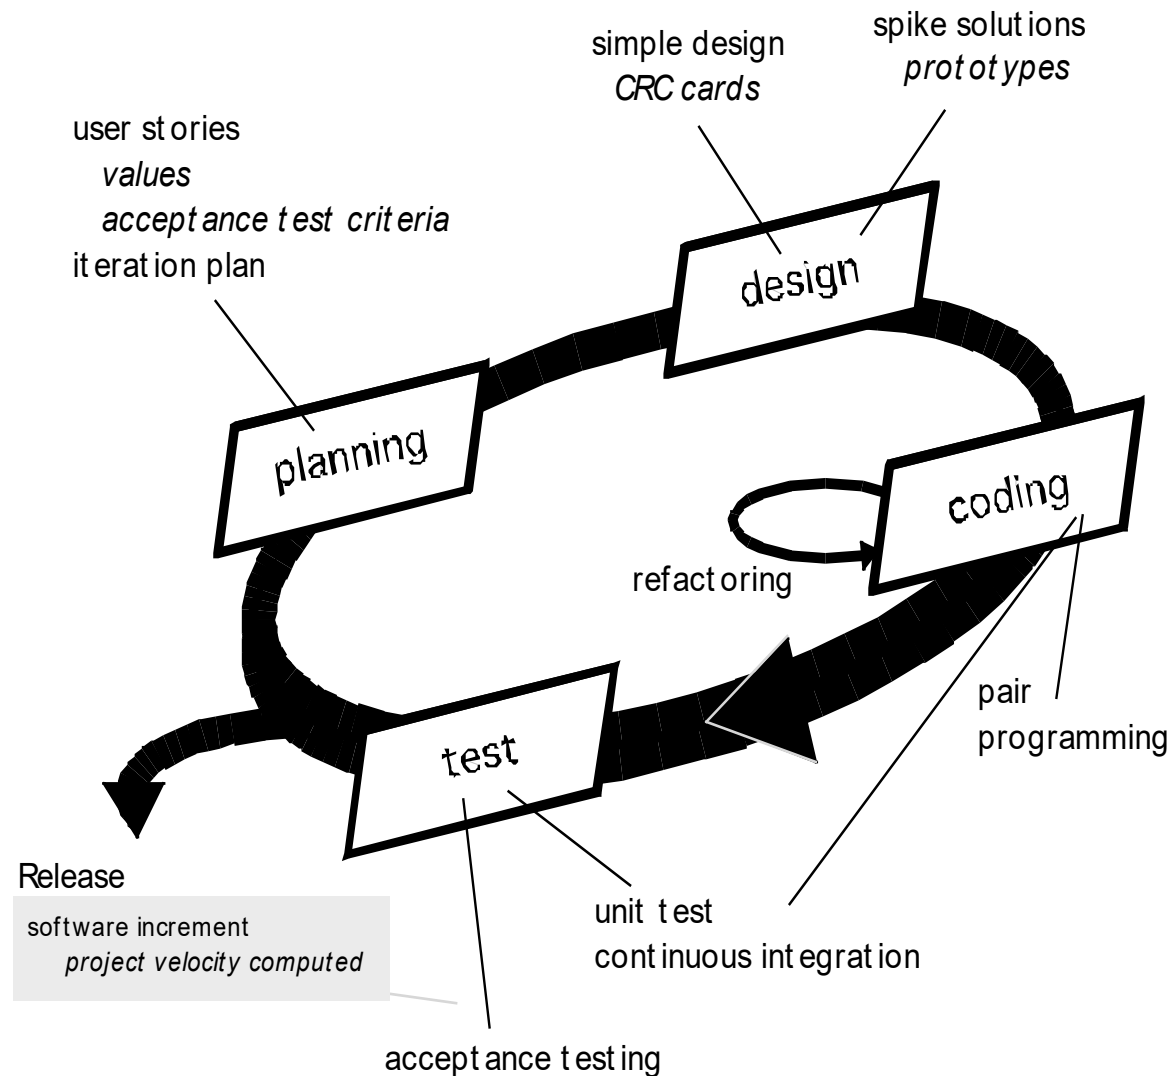 simple design
CRC cards
spike solutions
prototypes
user stories
values
acceptance test criteria
iteration plan
design
planning
coding
refactoring
pair
programming
test
Release
software increment
project velocity computed
unit test
continuous integration
acceptance testing